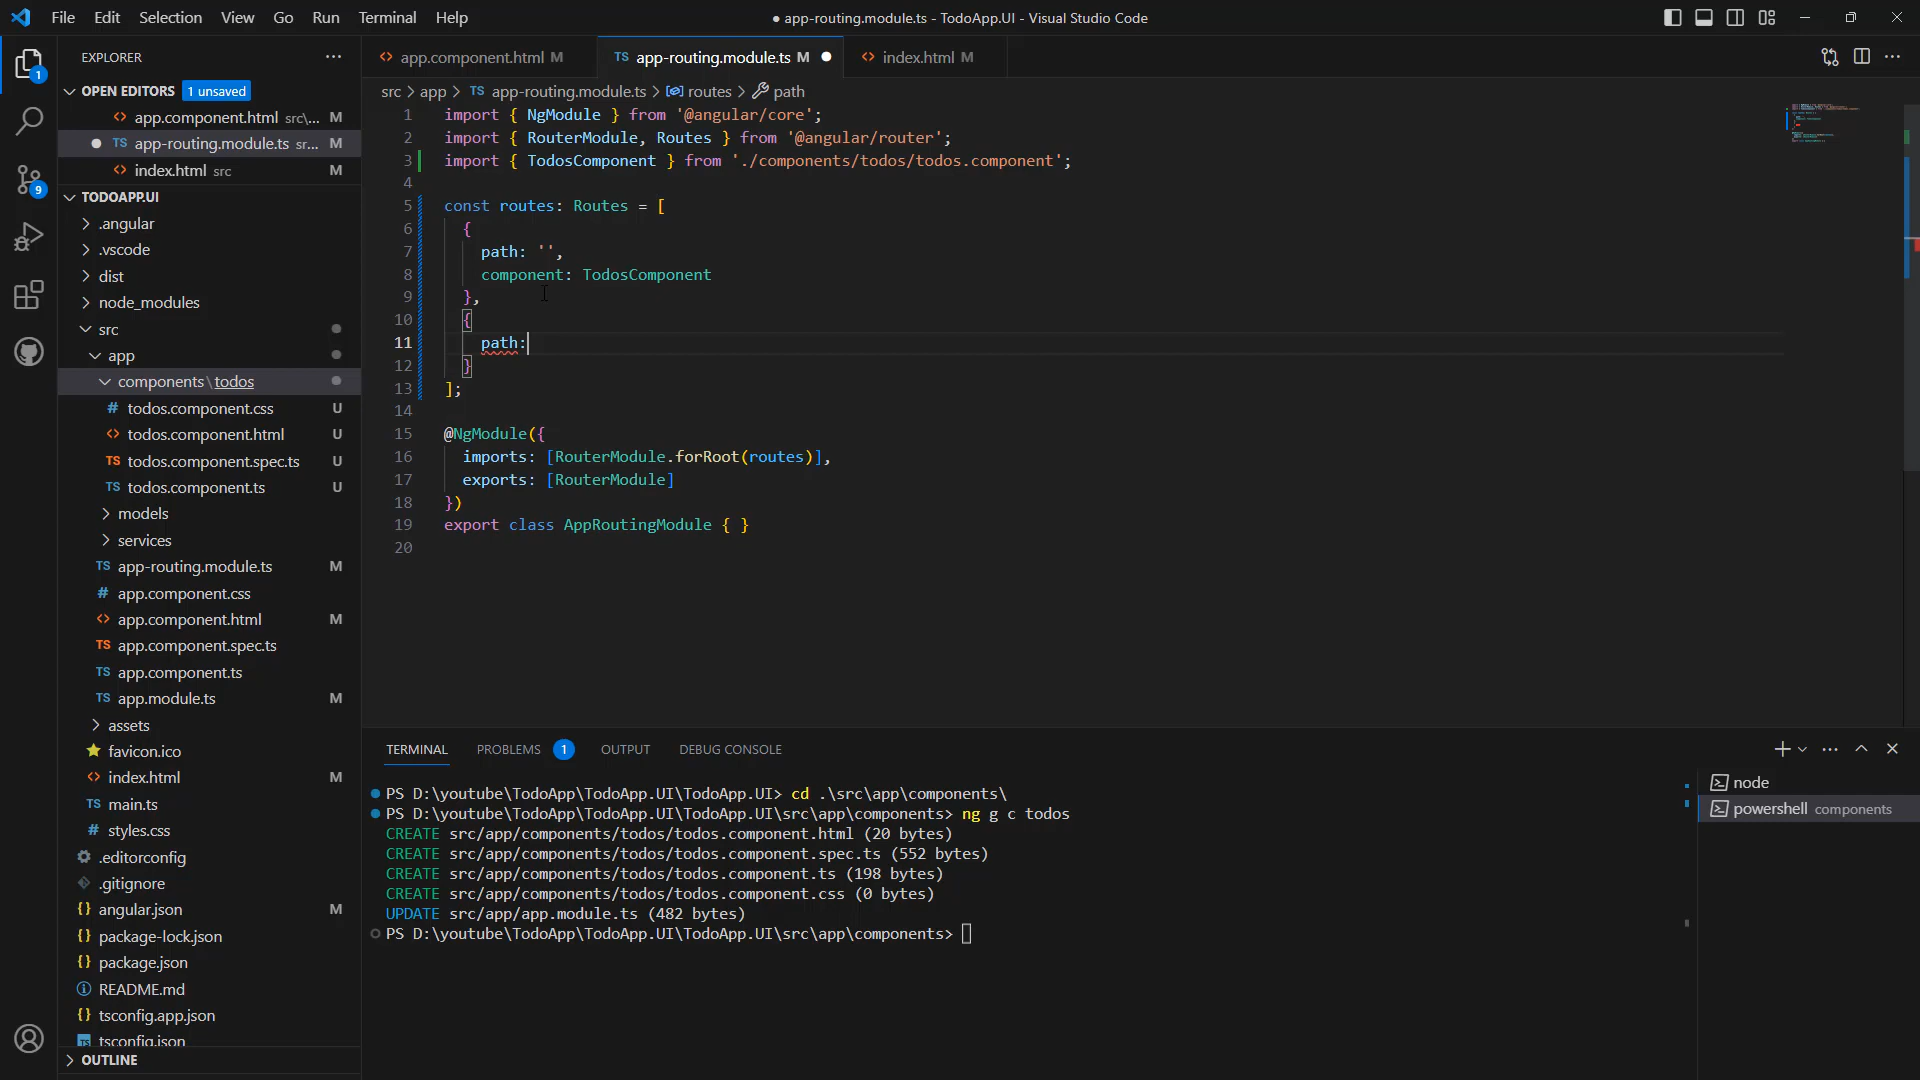 File Edit Selection View Go Run Terminal Help
● app-routing.module.ts - TodoApp.UI - Visual Studio Code
EXPLORER
OPEN EDITORS 1 unsaved
app.component.html src\... M
TS app-routing.module.ts sr... M
index.html src M
TODOAPP.UI
.angular
.vscode
dist
node_modules
src
app
components\todos
# todos.component.css U
todos.component.html U
TS todos.component.spec.ts U
TS todos.component.ts U
models
services
TS app-routing.module.ts M
# app.component.css
app.component.html M
TS app.component.spec.ts
TS app.component.ts
TS app.module.ts M
assets
favicon.ico
index.html M
TS main.ts
# styles.css
.editorconfig
.gitignore
{} angular.json M
{} package-lock.json
{} package.json
README.md
{} tsconfig.app.json
TS tsconfig.json
OUTLINE
1
9
app.component.html M
TS app-routing.module.ts M
index.html M
src > app > TS app-routing.module.ts > routes > path
1 import { NgModule } from '@angular/core';
2 import { RouterModule, Routes } from '@angular/router';
3 import { TodosComponent } from './components/todos/todos.component';
4
5 const routes: Routes = [
6 {
7 path: '',
8 component: TodosComponent
9 },
10 {
11 path:
12 }
13 ];
14
15 @NgModule({
16 imports: [RouterModule.forRoot(routes)],
17 exports: [RouterModule]
18 })
19 export class AppRoutingModule { }
20
TERMINAL PROBLEMS 1 OUTPUT DEBUG CONSOLE
PS D:\youtube\TodoApp\TodoApp.UI\TodoApp.UI> cd .\src\app\components\
PS D:\youtube\TodoApp\TodoApp.UI\TodoApp.UI\src\app\components> ng g c todos
CREATE src/app/components/todos/todos.component.html (20 bytes)
CREATE src/app/components/todos/todos.component.spec.ts (552 bytes)
CREATE src/app/components/todos/todos.component.ts (198 bytes)
CREATE src/app/components/todos/todos.component.css (0 bytes)
UPDATE src/app/app.module.ts (482 bytes)
PS D:\youtube\TodoApp\TodoApp.UI\TodoApp.UI\src\app\components>
node
powershell components